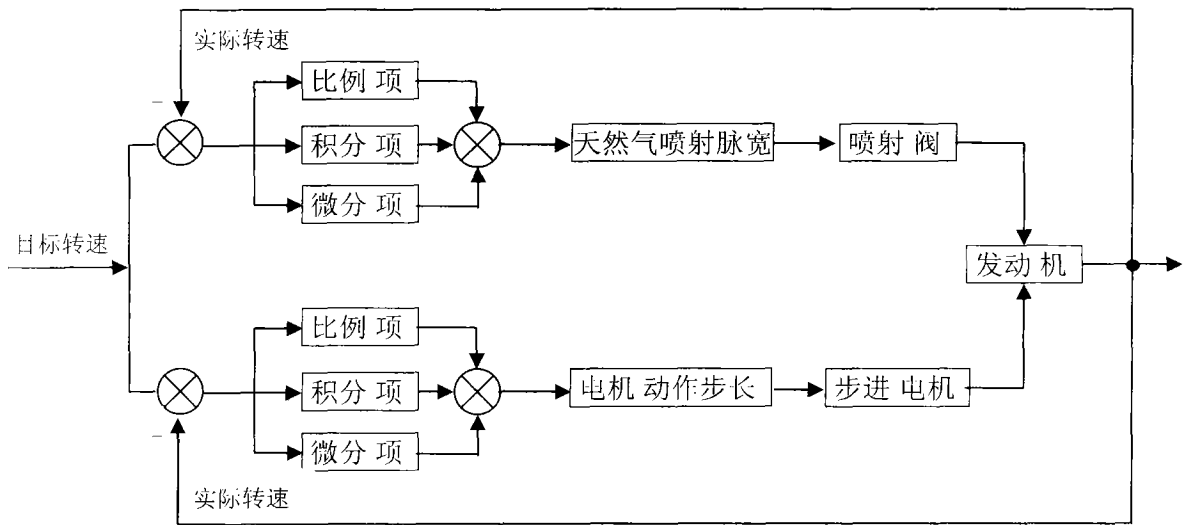 实际转速
比例项
积分项
微分项
天然气喷射脉宽
喷射阀
目标转速
发动机
比例项
积分项
微分项
电机动作步长
步进电机
实际转速